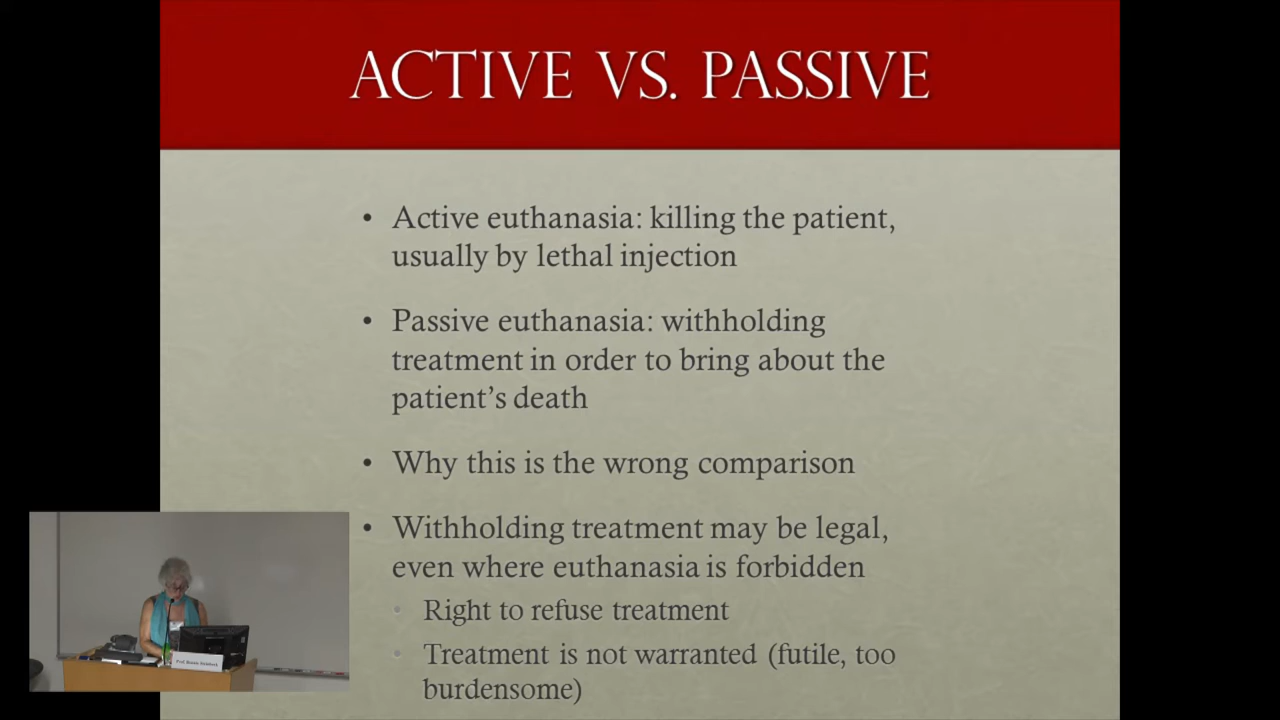 ACTIVE VS. PASSIVE
• Active euthanasia: killing the patient,
usually by lethal injection
• Passive euthanasia: withholding
treatment in order to bring about the
patient’s death
• Why this is the wrong comparison
• Withholding treatment may be legal,
even where euthanasia is forbidden
• Right to refuse treatment
• Treatment is not warranted (futile, too
burdensome)
Prof.